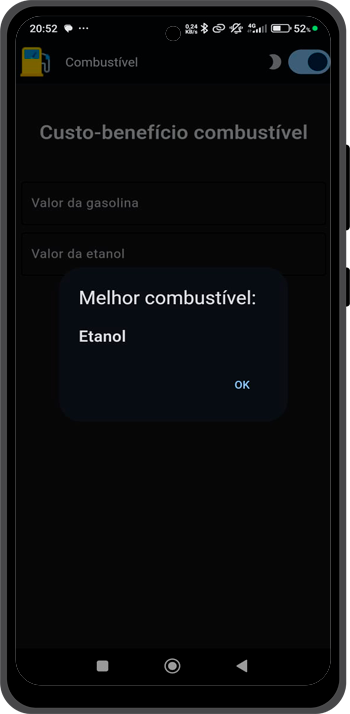 20:52 ... 0,24 KB/s 4G 52%
Combustível
Custo-benefício combustível
Valor da gasolina
Valor da etanol
Melhor combustível:
Etanol
OK